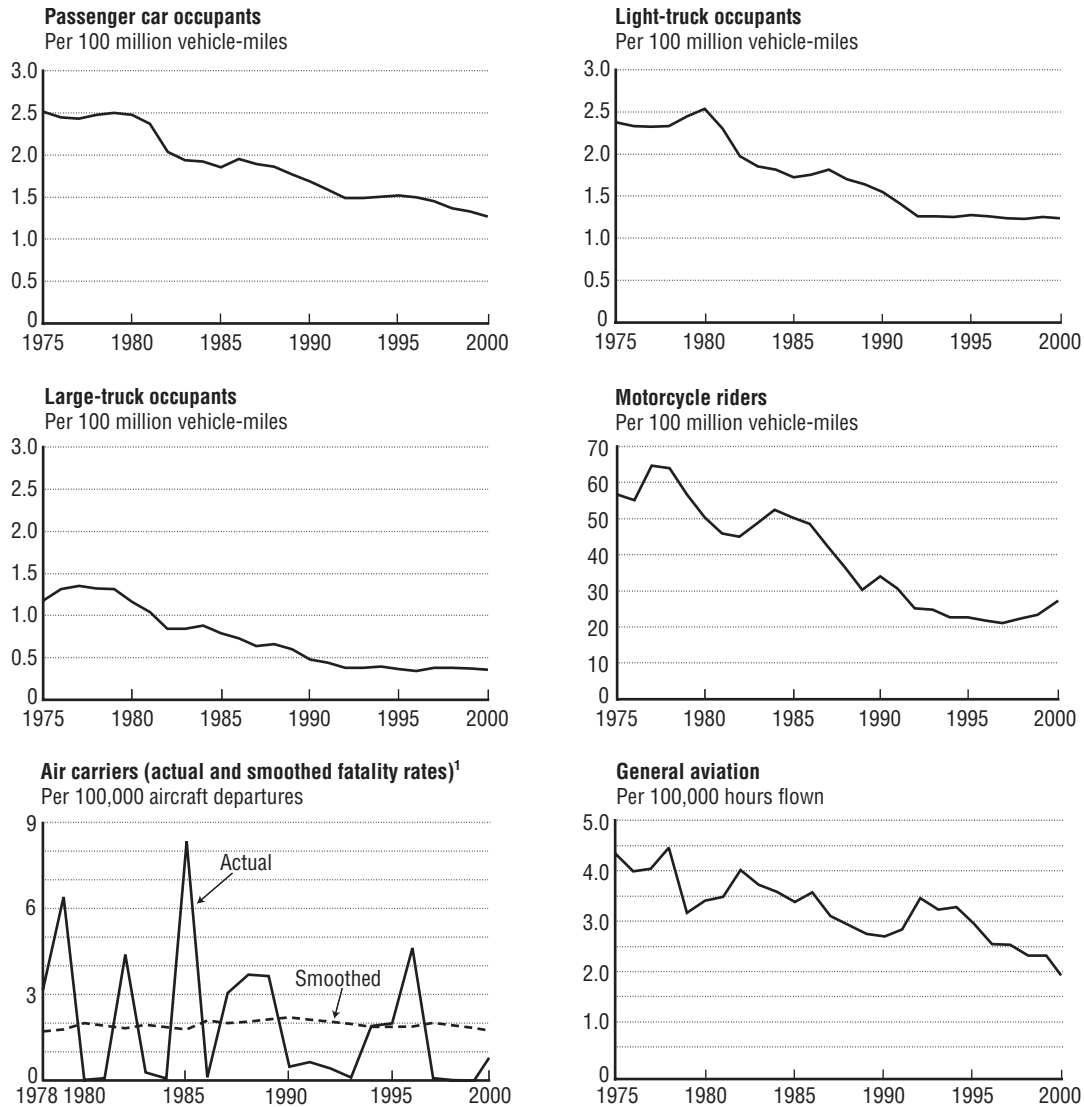 Passenger car occupants
Per 100 million vehicle-miles
3.0
2.5
2.0
1.5
1.0
0.5
0
1975 1980 1985 1990 1995 2000
Light-truck occupants
Per 100 million vehicle-miles
3.0
2.5
2.0
1.5
1.0
0.5
0
1975 1980 1985 1990 1995 2000
Large-truck occupants
Per 100 million vehicle-miles
3.0
2.5
2.0
1.5
1.0
0.5
0
1975 1980 1985 1990 1995 2000
Motorcycle riders
Per 100 million vehicle-miles
70
60
50
40
30
20
10
0
1975 1980 1985 1990 1995 2000
Air carriers (actual and smoothed fatality rates)¹
Per 100,000 aircraft departures
9
Actual
6
Smoothed
3
0
1978 1980 1985 1990 1995 2000
General aviation
Per 100,000 hours flown
5.0
4.0
3.0
2.0
1.0
0
1975 1980 1985 1990 1995 2000